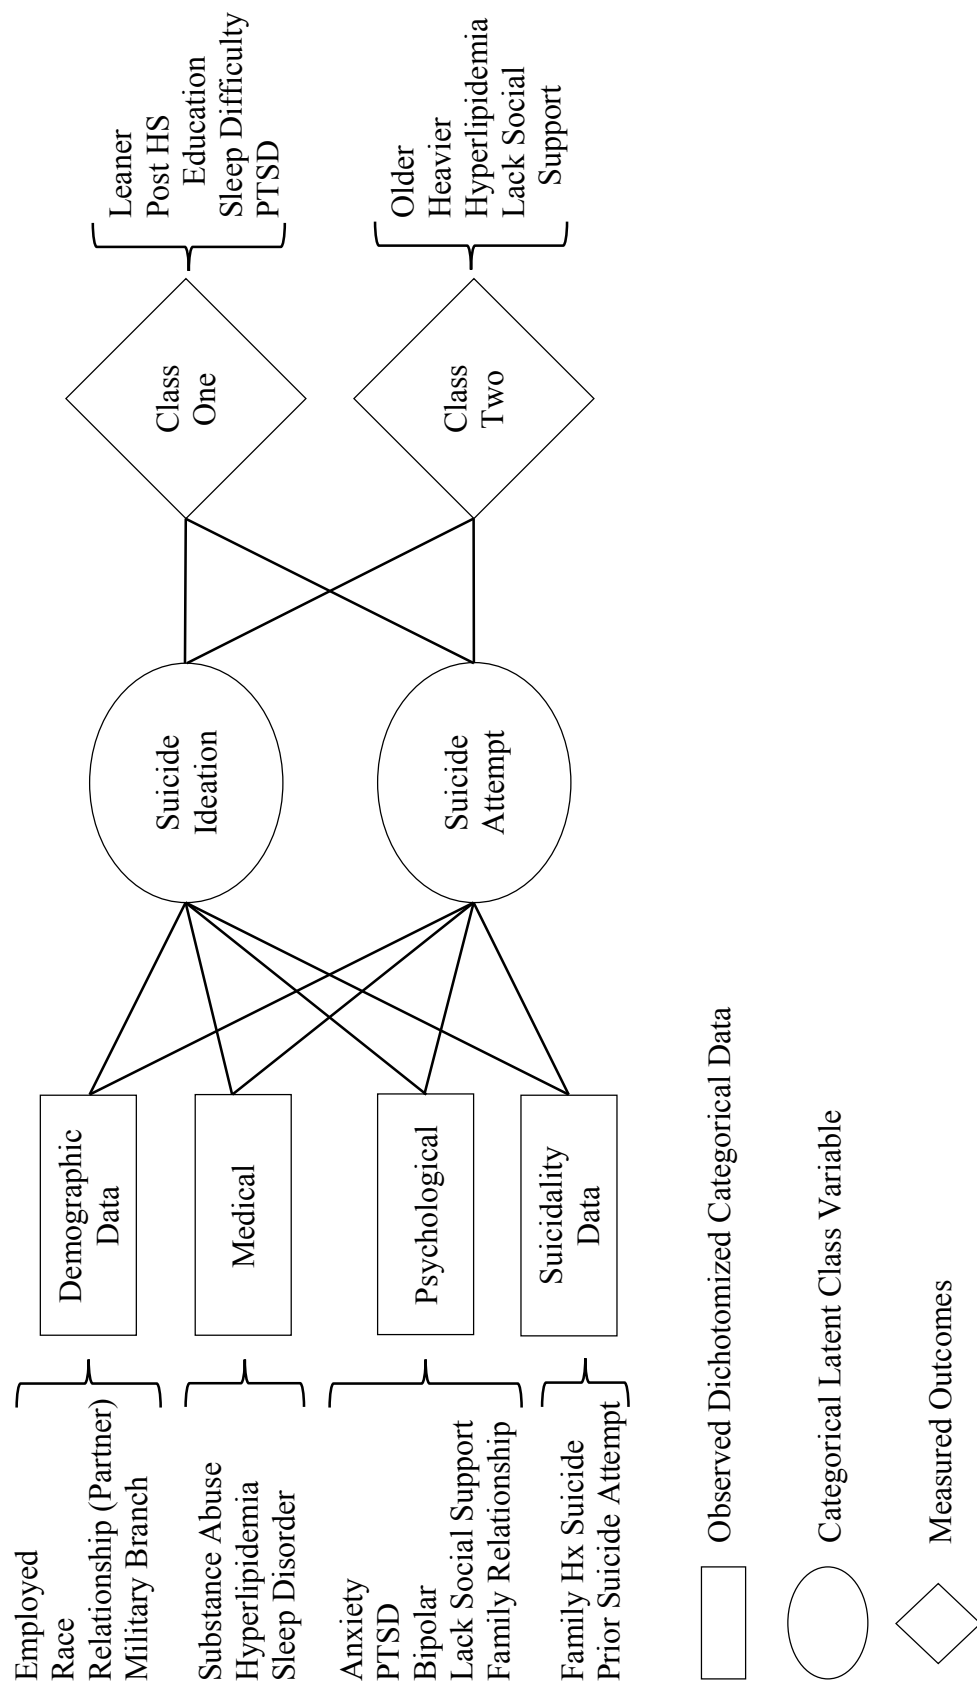 Employed
Race
Relationship (Partner)
Military Branch
Substance Abuse
Hyperlipidemia
Sleep Disorder
Anxiety
PTSD
Bipolar
Lack Social Support
Family Relationship
Family Hx Suicide
Prior Suicide Attempt
Demographic
Data
Medical
Psychological
Suicidality
Data
Suicide
Ideation
Suicide
Attempt
Class
One
Class
Two
Leaner
Post HS
Education
Sleep Difficulty
PTSD
Older
Heavier
Hyperlipidemia
Lack Social
Support
Observed Dichotomized Categorical Data
Categorical Latent Class Variable
Measured Outcomes